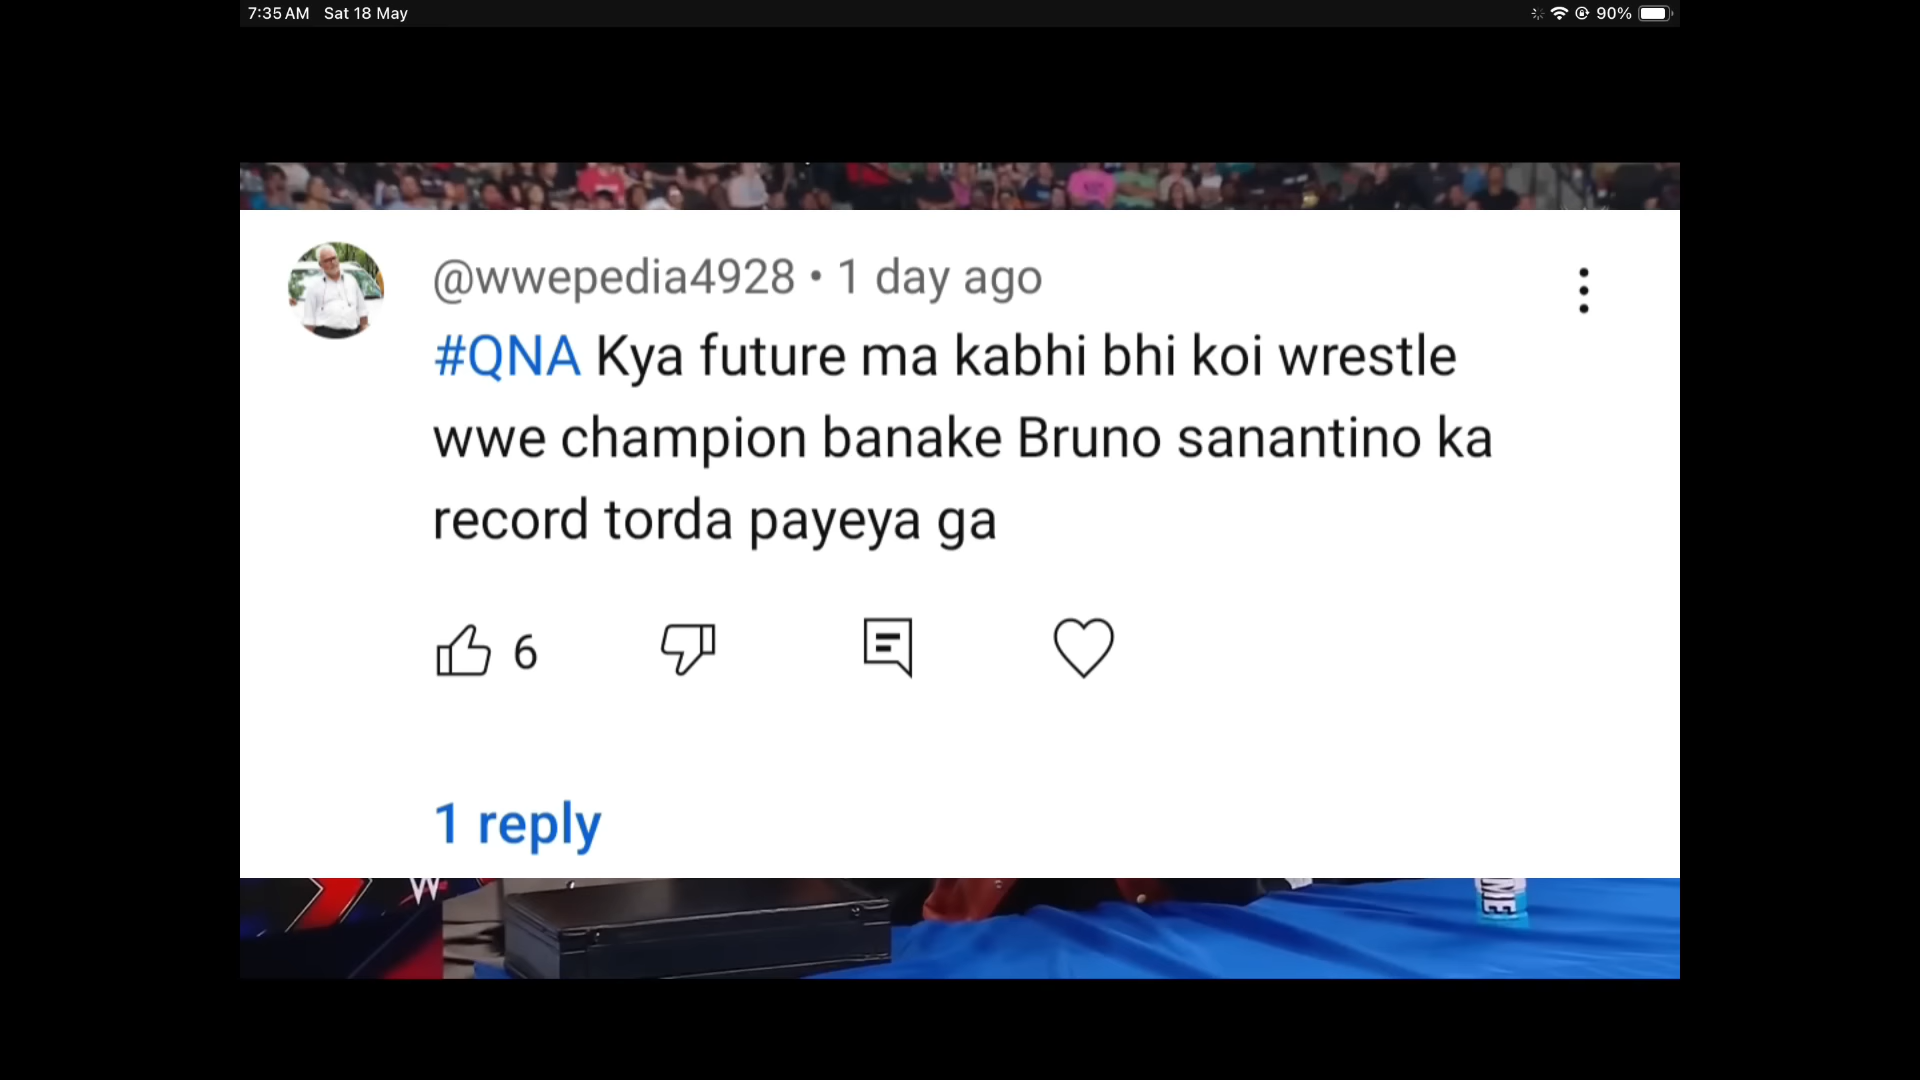 7:35 AM Sat 18 May 90%
@wwepedia4928 • 1 day ago
#QNA Kya future ma kabhi bhi koi wrestle
wwe champion banake Bruno sanantino ka
record torda payeya ga
6
1 reply
W